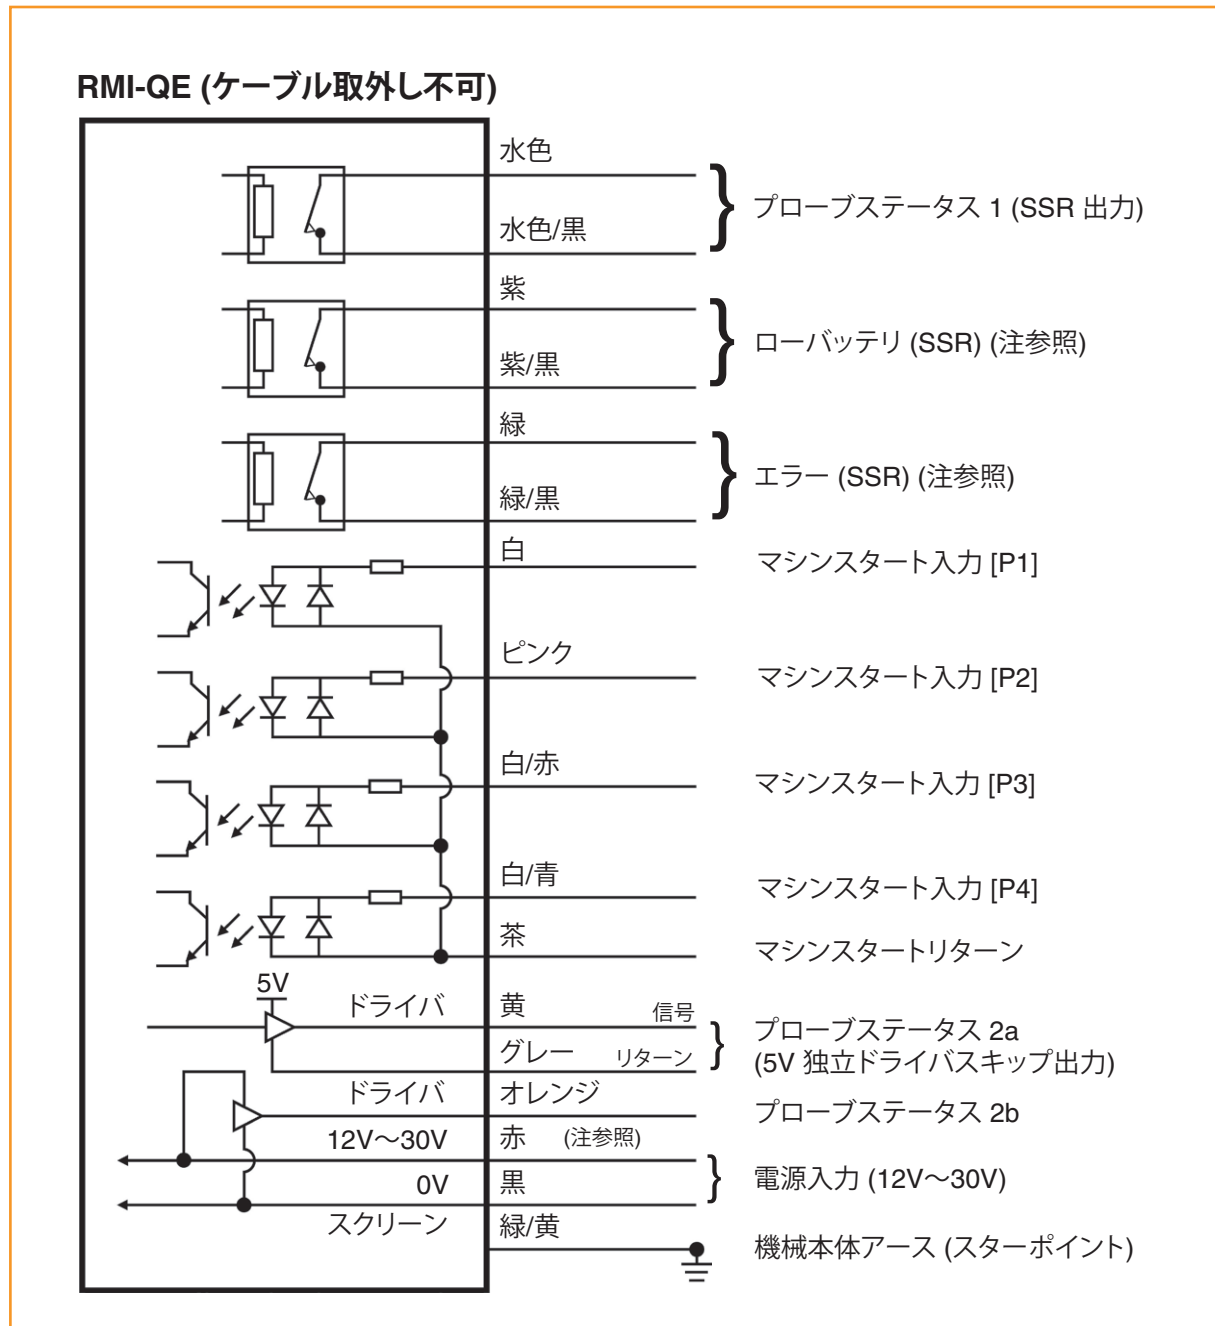 RMI-QE (ケーブル取外し不可)
水色
水色/黒
プローブステータス 1 (SSR 出力)
紫
紫/黒
ローバッテリ (SSR) (注参照)
緑
緑/黒
エラー (SSR) (注参照)
白
マシンスタート入力 [P1]
ピンク
マシンスタート入力 [P2]
白/赤
マシンスタート入力 [P3]
白/青
マシンスタート入力 [P4]
茶
マシンスタートリターン
5V
ドライバ 黄 信号
グレー リターン
プローブステータス 2a
(5V 独立ドライバスキップ出力)
ドライバ オレンジ
プローブステータス 2b
12V～30V 赤 (注参照)
0V 黒
電源入力 (12V～30V)
スクリーン 緑/黄
機械本体アース (スターポイント)